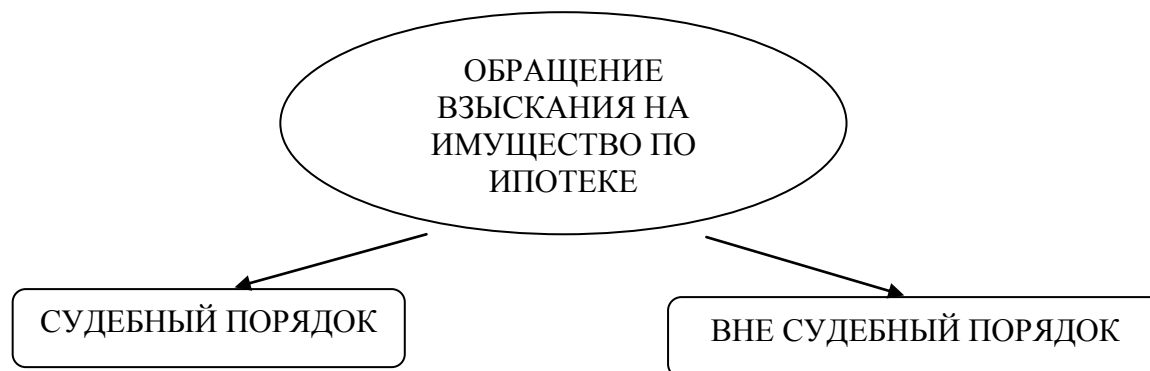 ОБРАЩЕНИЕ
ВЗЫСКАНИЯ НА
ИМУЩЕСТВО ПО
ИПОТЕКЕ
СУДЕБНЫЙ ПОРЯДОК
ВНЕ СУДЕБНЫЙ ПОРЯДОК